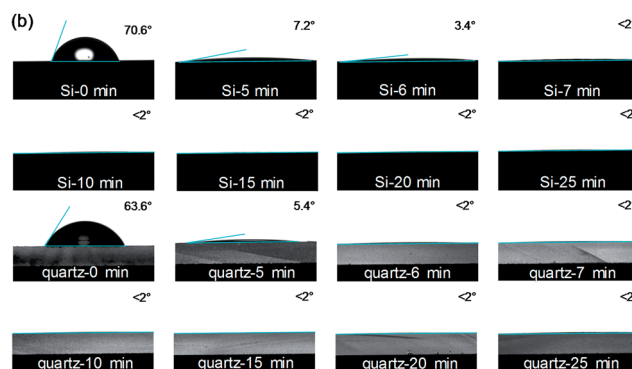 (b)
70.6°
7.2°
3.4°
<2
Si-0 min
Si-5 min
Si-6 min
Si-7 min
<2°
<2°
<2°
<2
Si-10 min
Si-15 min
Si-20 min
Si-25 min
63.6°
5.4°
<2°
<2
quartz-0 min
quartz-5 min
quartz-6 min
quartz-7 min
<2°
<2°
<2°
<2
quartz-10 min
quartz-15 min
quartz-20 min
quartz-25 min